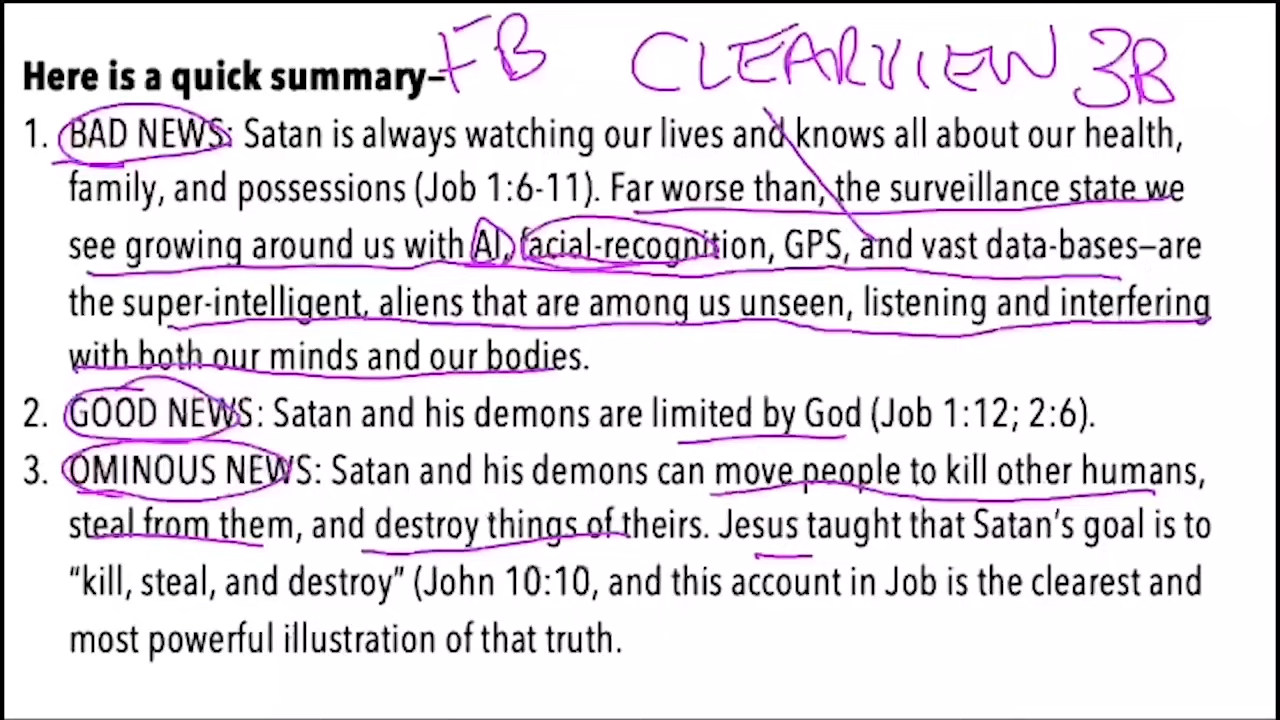 FB CLEARVIEW 3B
Here is a quick summary–
1. BAD NEWS: Satan is always watching our lives and knows all about our health,
family, and possessions (Job 1:6-11). Far worse than, the surveillance state we
see growing around us with AI, facial-recognition, GPS, and vast data-bases–are
the super-intelligent, aliens that are among us unseen, listening and interfering
with both our minds and our bodies.
2. GOOD NEWS: Satan and his demons are limited by God (Job 1:12; 2:6).
3. OMINOUS NEWS: Satan and his demons can move people to kill other humans,
steal from them, and destroy things of theirs. Jesus taught that Satan’s goal is to
“kill, steal, and destroy” (John 10:10, and this account in Job is the clearest and
most powerful illustration of that truth.